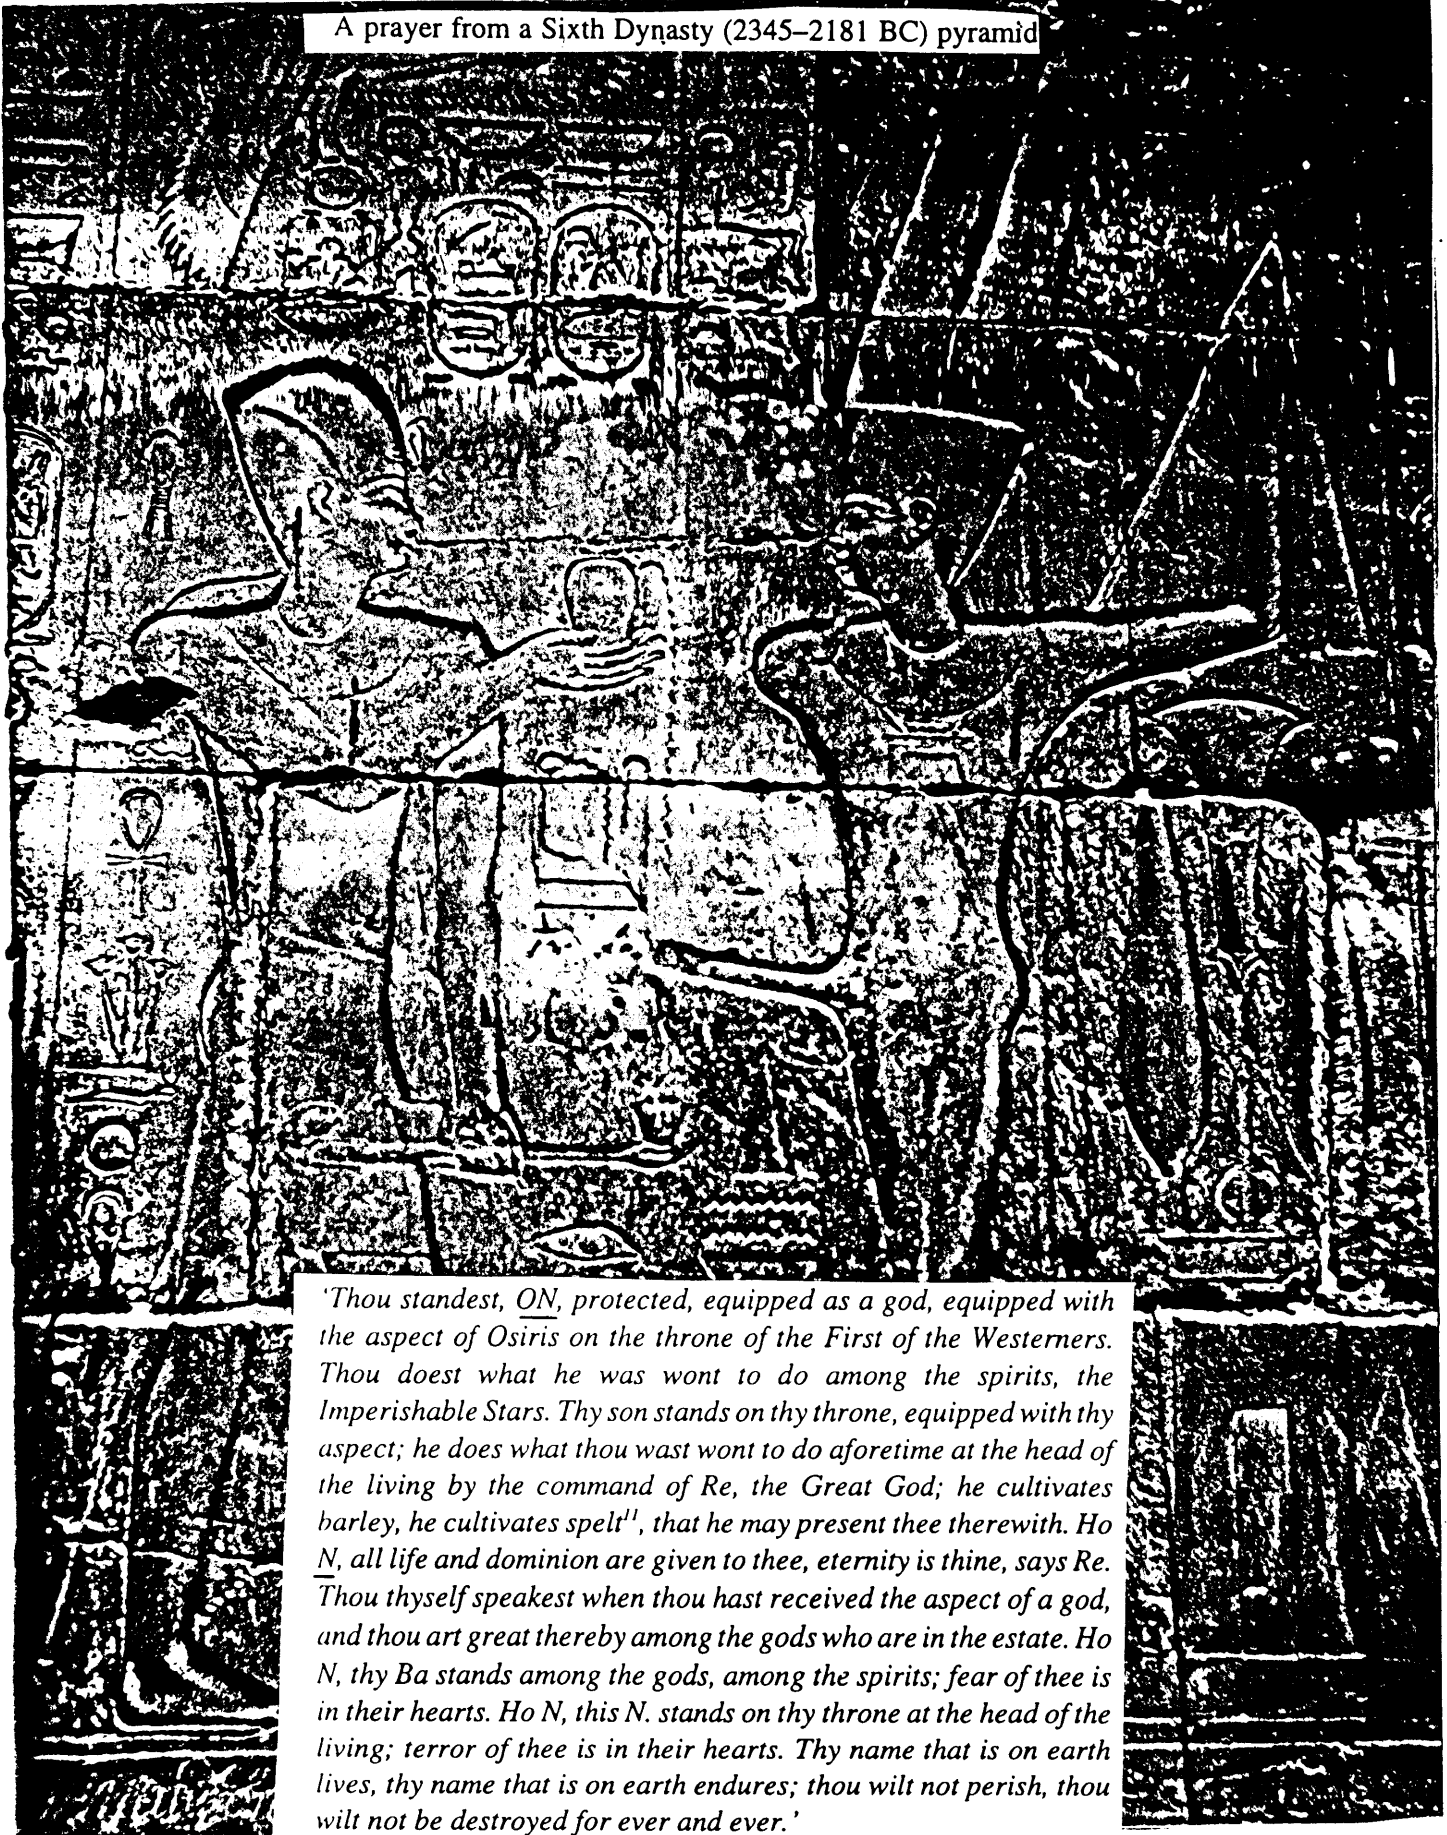 A prayer from a Sixth Dynasty (2345–2181 BC) pyramid
'Thou standest, ON, protected, equipped as a god, equipped with
the aspect of Osiris on the throne of the First of the Westerners.
Thou doest what he was wont to do among the spirits, the
Imperishable Stars. Thy son stands on thy throne, equipped with thy
aspect; he does what thou wast wont to do aforetime at the head of
the living by the command of Re, the Great God; he cultivates
barley, he cultivates spelt¹¹, that he may present thee therewith. Ho
N, all life and dominion are given to thee, eternity is thine, says Re.
Thou thyself speakest when thou hast received the aspect of a god,
and thou art great thereby among the gods who are in the estate. Ho
N, thy Ba stands among the gods, among the spirits; fear of thee is
in their hearts. Ho N, this N. stands on thy throne at the head of the
living; terror of thee is in their hearts. Thy name that is on earth
lives, thy name that is on earth endures; thou wilt not perish, thou
wilt not be destroyed for ever and ever.'